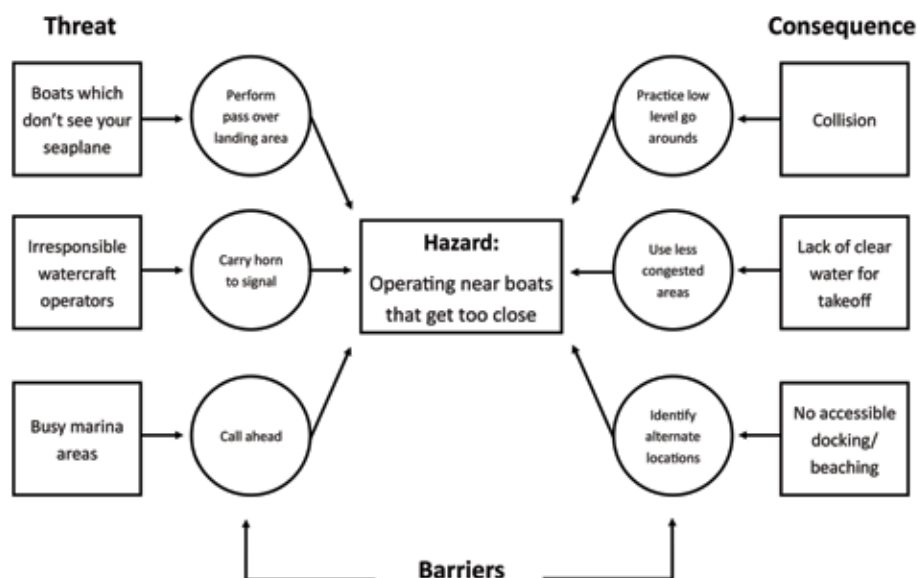 Threat
Consequence
Boats which
don't see your
seaplane
Perform
pass over
landing area
Practice low
level go
arounds
Collision
Irresponsible
watercraft
operators
Carry horn
to signal
Hazard:
Operating near boats
that get too close
Use less
congested
areas
Lack of clear
water for
takeoff
Busy marina
areas
Call ahead
Identify
alternate
locations
No accessible
docking/
beaching
Barriers